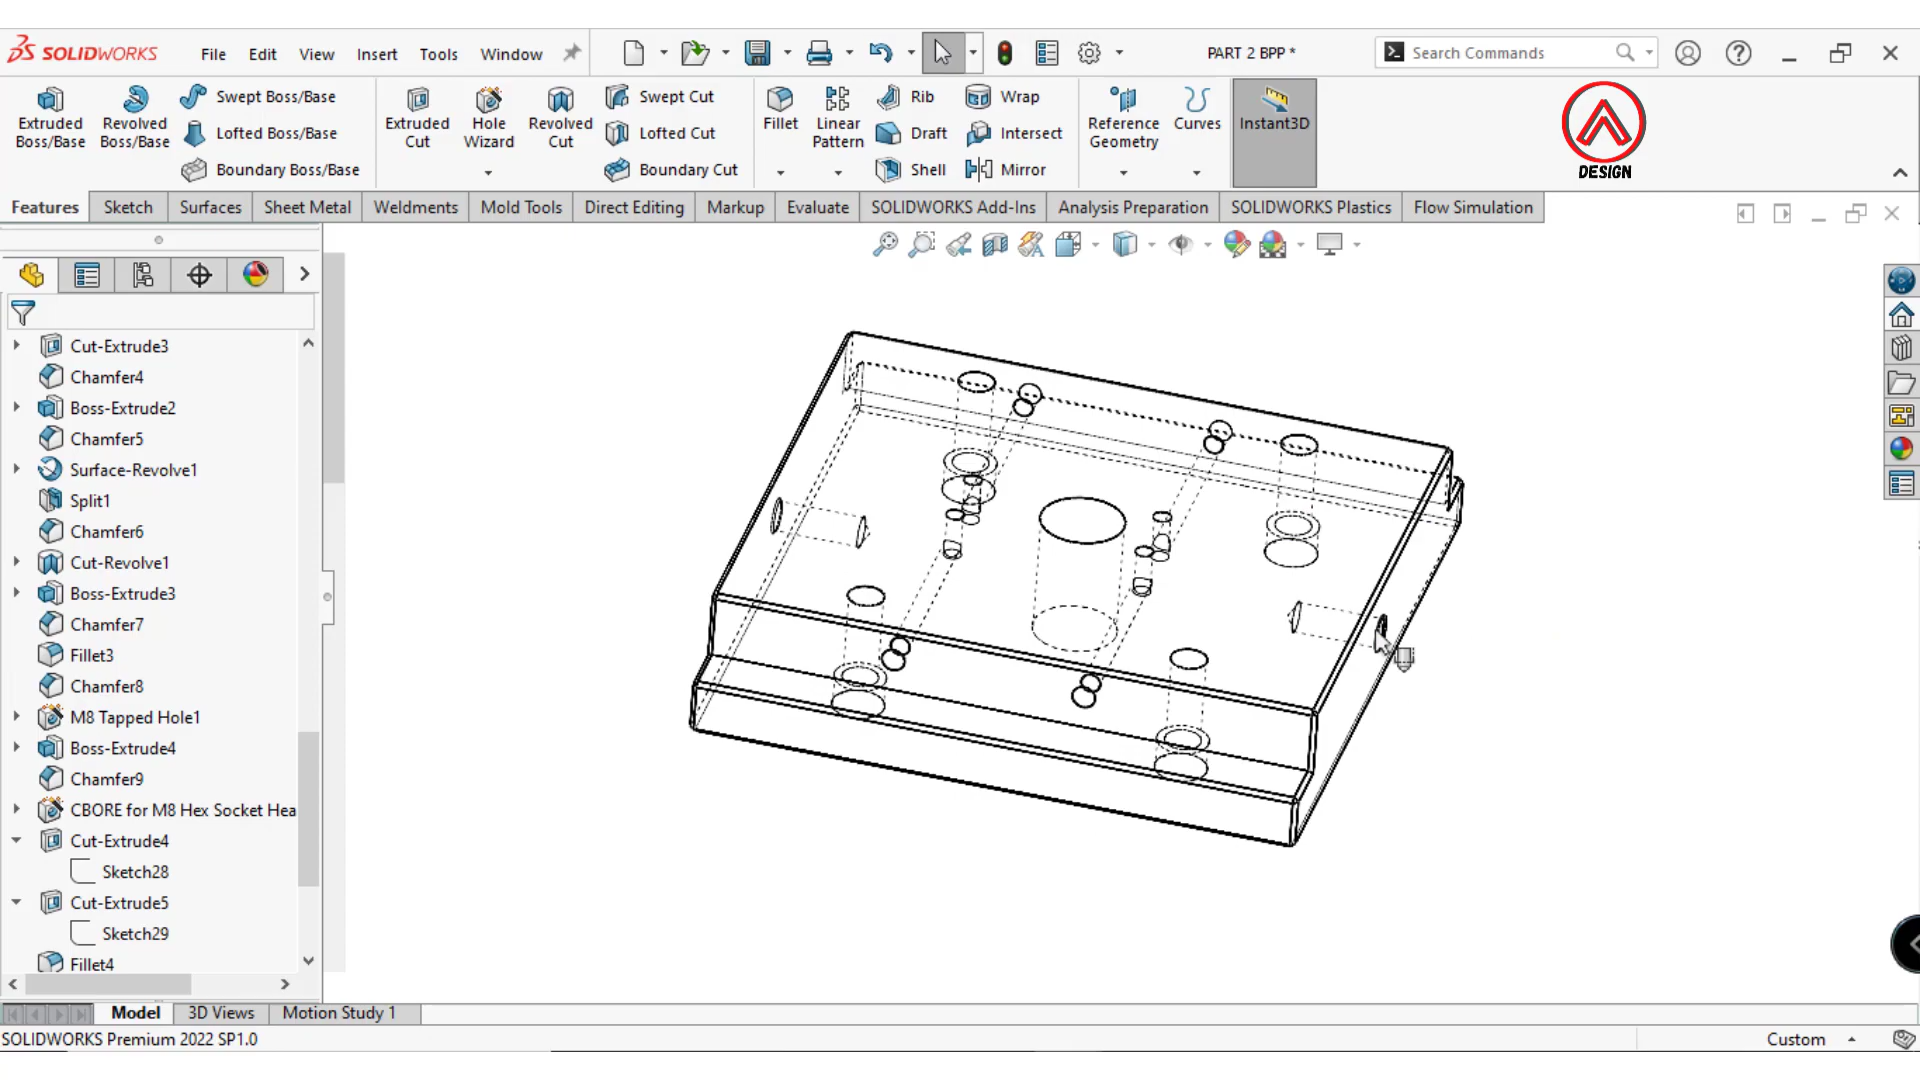 SOLIDWORKS File Edit View Insert Tools Window PART 2 BPP * Search Commands
Extruded Boss/Base
Revolved Boss/Base
Swept Boss/Base
Lofted Boss/Base
Boundary Boss/Base
Extruded Cut
Hole Wizard
Revolved Cut
Swept Cut
Lofted Cut
Boundary Cut
Fillet
Linear Pattern
Rib
Draft
Shell
Wrap
Intersect
Mirror
Reference Geometry
Curves
Instant3D
DESIGN
Features Sketch Surfaces Sheet Metal Weldments Mold Tools Direct Editing Markup Evaluate SOLIDWORKS Add-Ins Analysis Preparation SOLIDWORKS Plastics Flow Simulation
Cut-Extrude3
Chamfer4
Boss-Extrude2
Chamfer5
Surface-Revolve1
Split1
Chamfer6
Cut-Revolve1
Boss-Extrude3
Chamfer7
Fillet3
Chamfer8
M8 Tapped Hole1
Boss-Extrude4
Chamfer9
CBORE for M8 Hex Socket Hea
Cut-Extrude4
Sketch28
Cut-Extrude5
Sketch29
Fillet4
Model 3D Views Motion Study 1
SOLIDWORKS Premium 2022 SP1.0 Custom